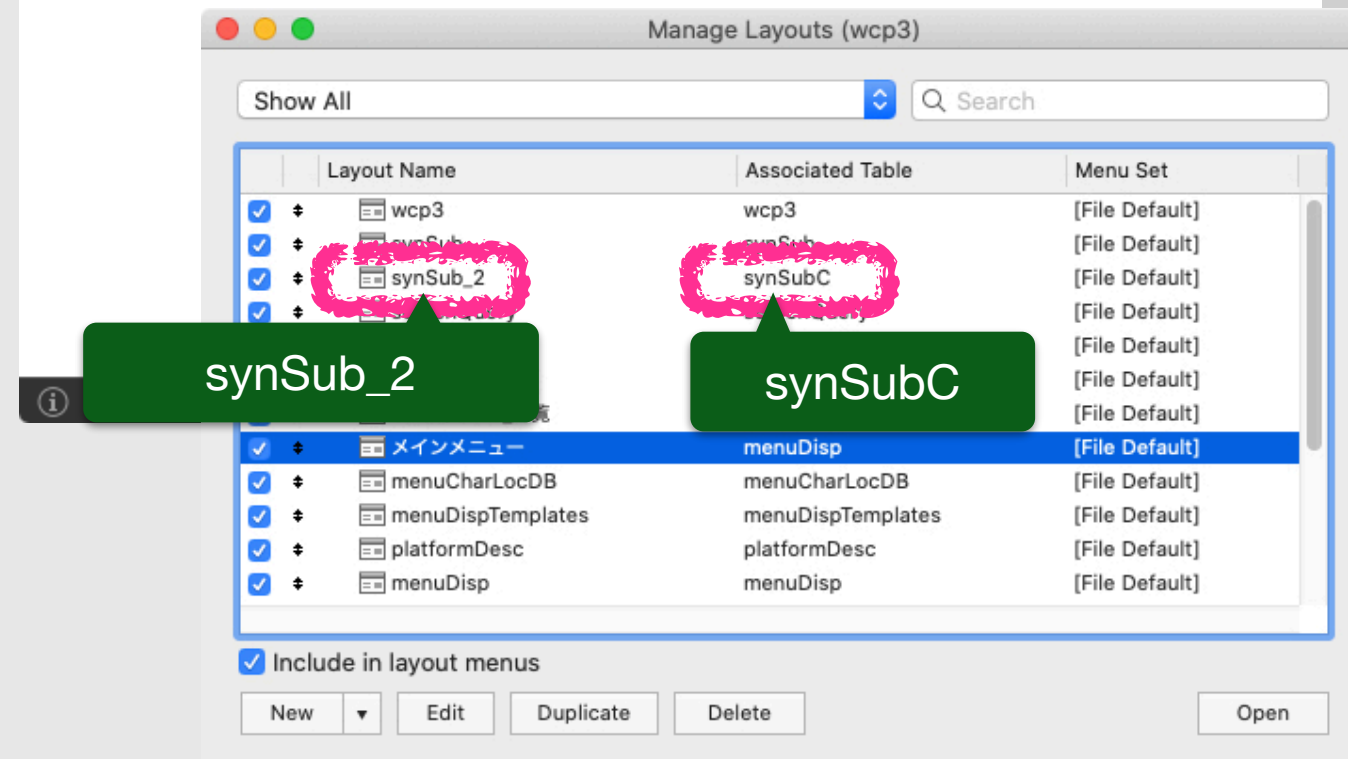 Manage Layouts (wcp3)
Show All Search
Layout Name Associated Table Menu Set
wcp3 wcp3 [File Default]
synSub synSub [File Default]
synSub_2 synSubC [File Default]
[File Default]
[File Default]
synSub_2 synSubC
[File Default]
覧 [File Default]
メインメニュー menuDisp [File Default]
menuCharLocDB menuCharLocDB [File Default]
menuDispTemplates menuDispTemplates [File Default]
platformDesc platformDesc [File Default]
menuDisp menuDisp [File Default]
Include in layout menus
New Edit Duplicate Delete Open